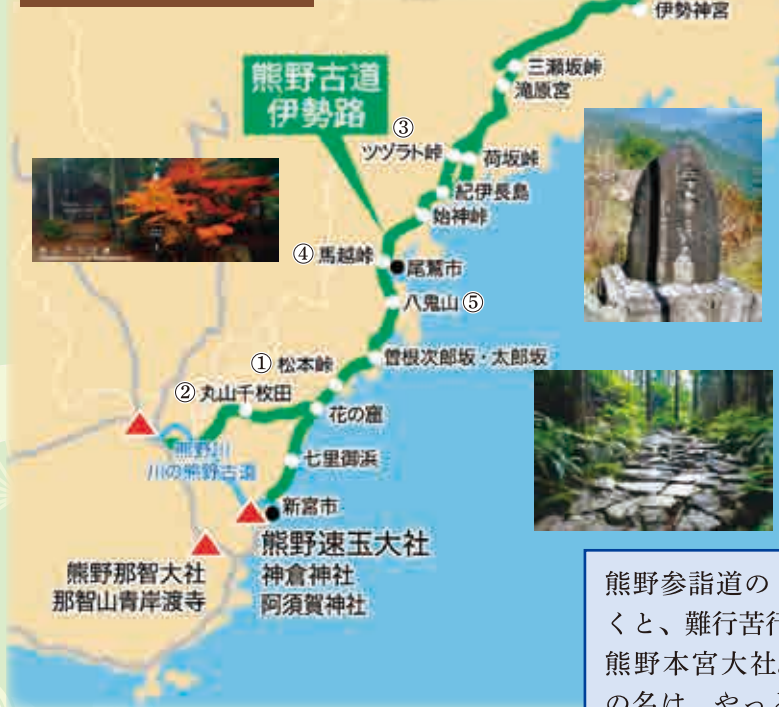 伊勢神宮
三瀬坂峠
滝原宮
熊野古道
伊勢路
③
ツヅラト峠
荷坂峠
紀伊長島
始神峠
④ 馬越峠
尾鷲市
八鬼山 ⑤
曽根次郎坂・太郎坂
① 松本峠
② 丸山千枚田
花の窟
熊野川
川の熊野古道
七里御浜
新宮市
熊野速玉大社
神倉神社
阿須賀神社
熊野那智大社
那智山青岸渡寺
熊野参詣道の
くと、難行苦行
熊野本宮大社
の名は、やっ